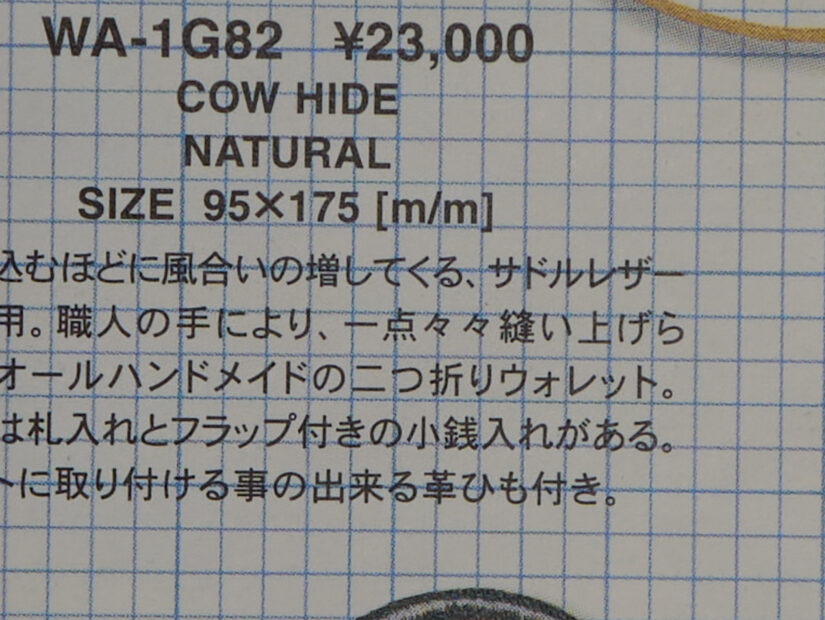 WA-1G82 ¥23,000
COW HIDE
NATURAL
SIZE 95×175 [m/m]
込むほどに風合いの増してくる、サドルレザー
用。職人の手により、一点々々縫い上げら
オールハンドメイドの二つ折りウォレット。
は札入れとフラップ付きの小銭入れがある。
トに取り付ける事の出来る革ひも付き。